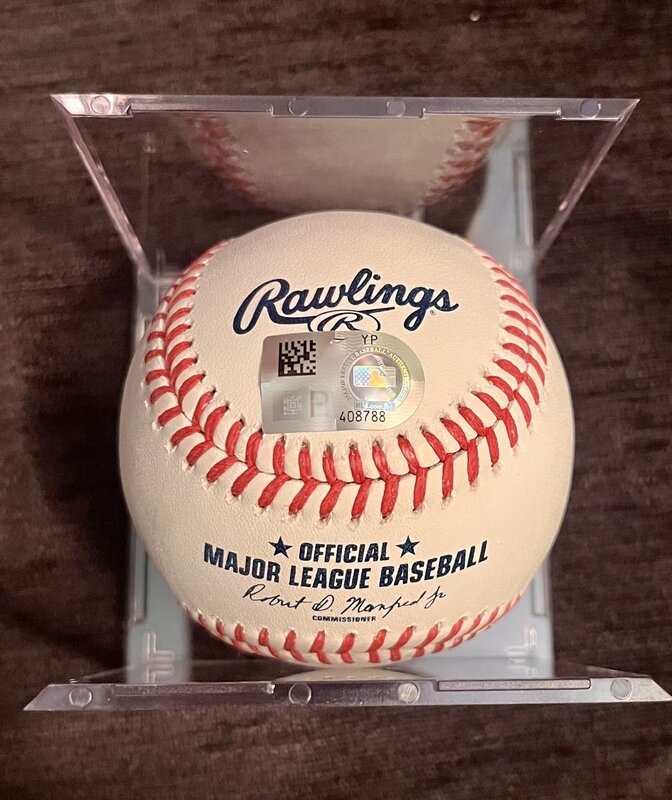 Rawlings
R
YP
P
408788
★ OFFICIAL ★
MAJOR LEAGUE BASEBALL
Robert D. Manfred Jr
COMMISSIONER